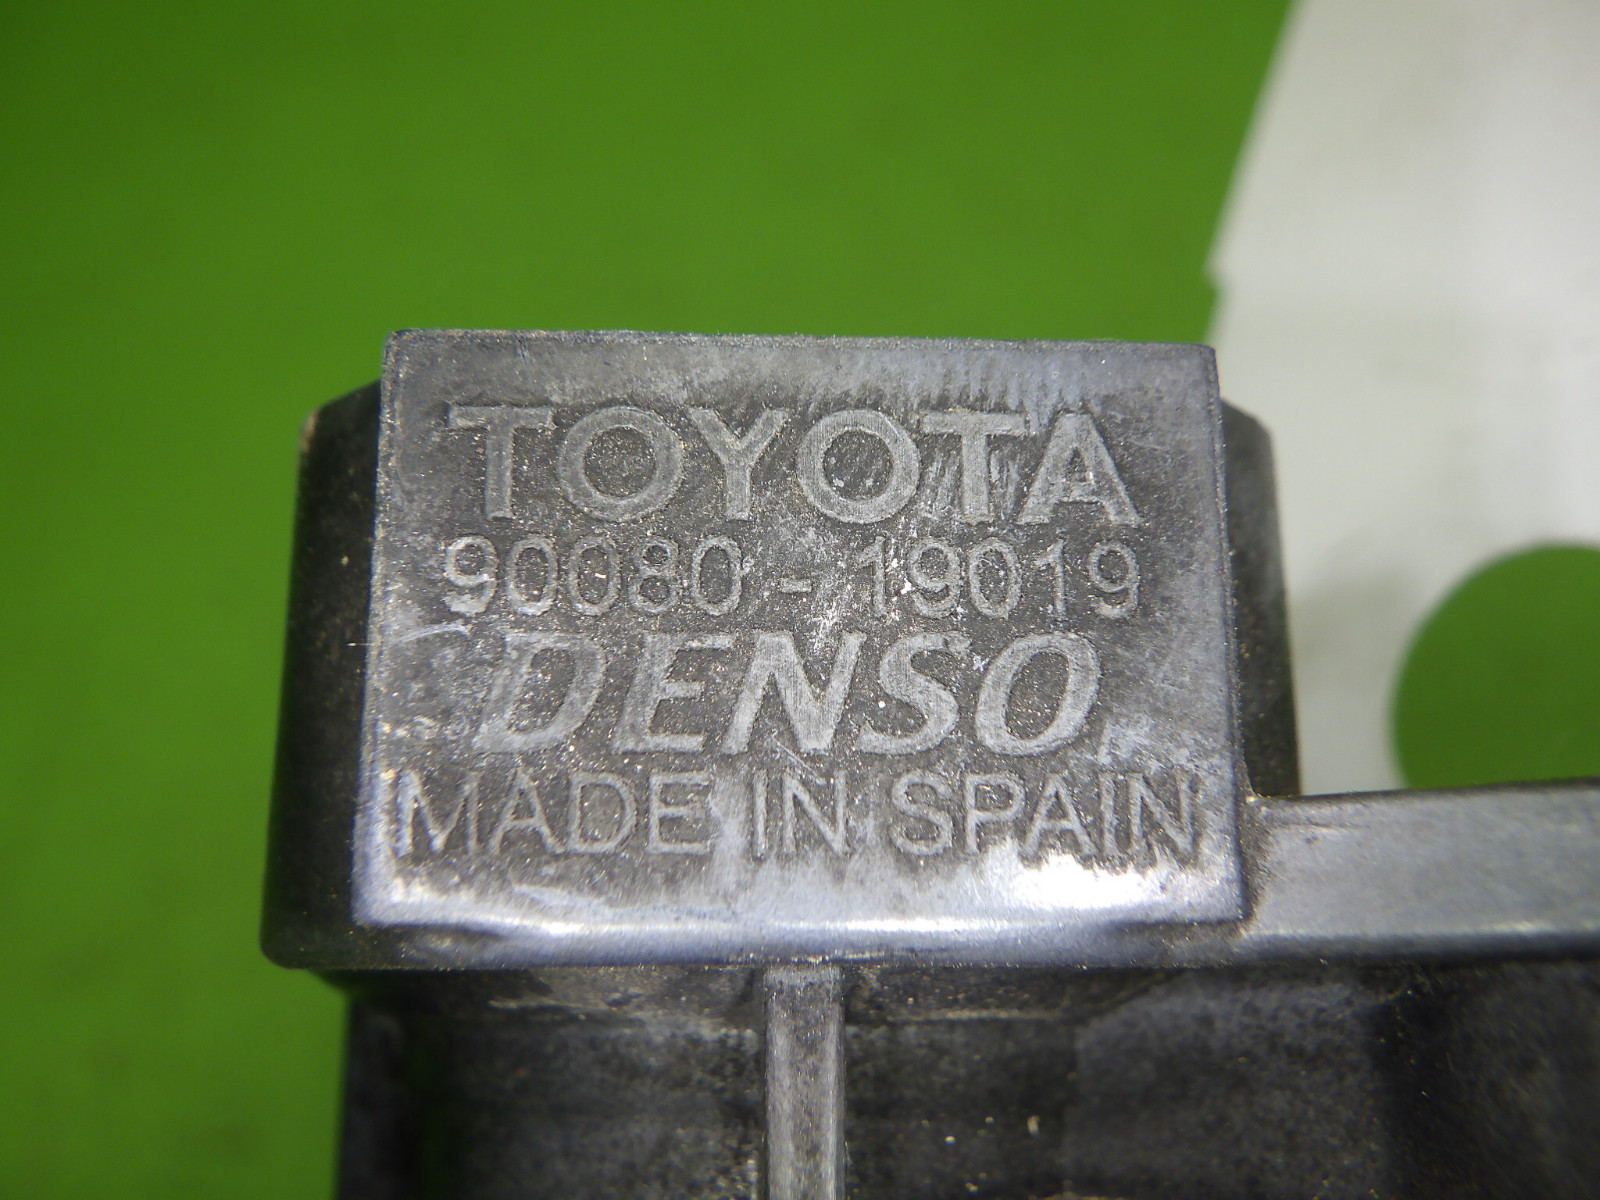 TOYOTA
90080-19019
DENSO
MADE IN SPAIN